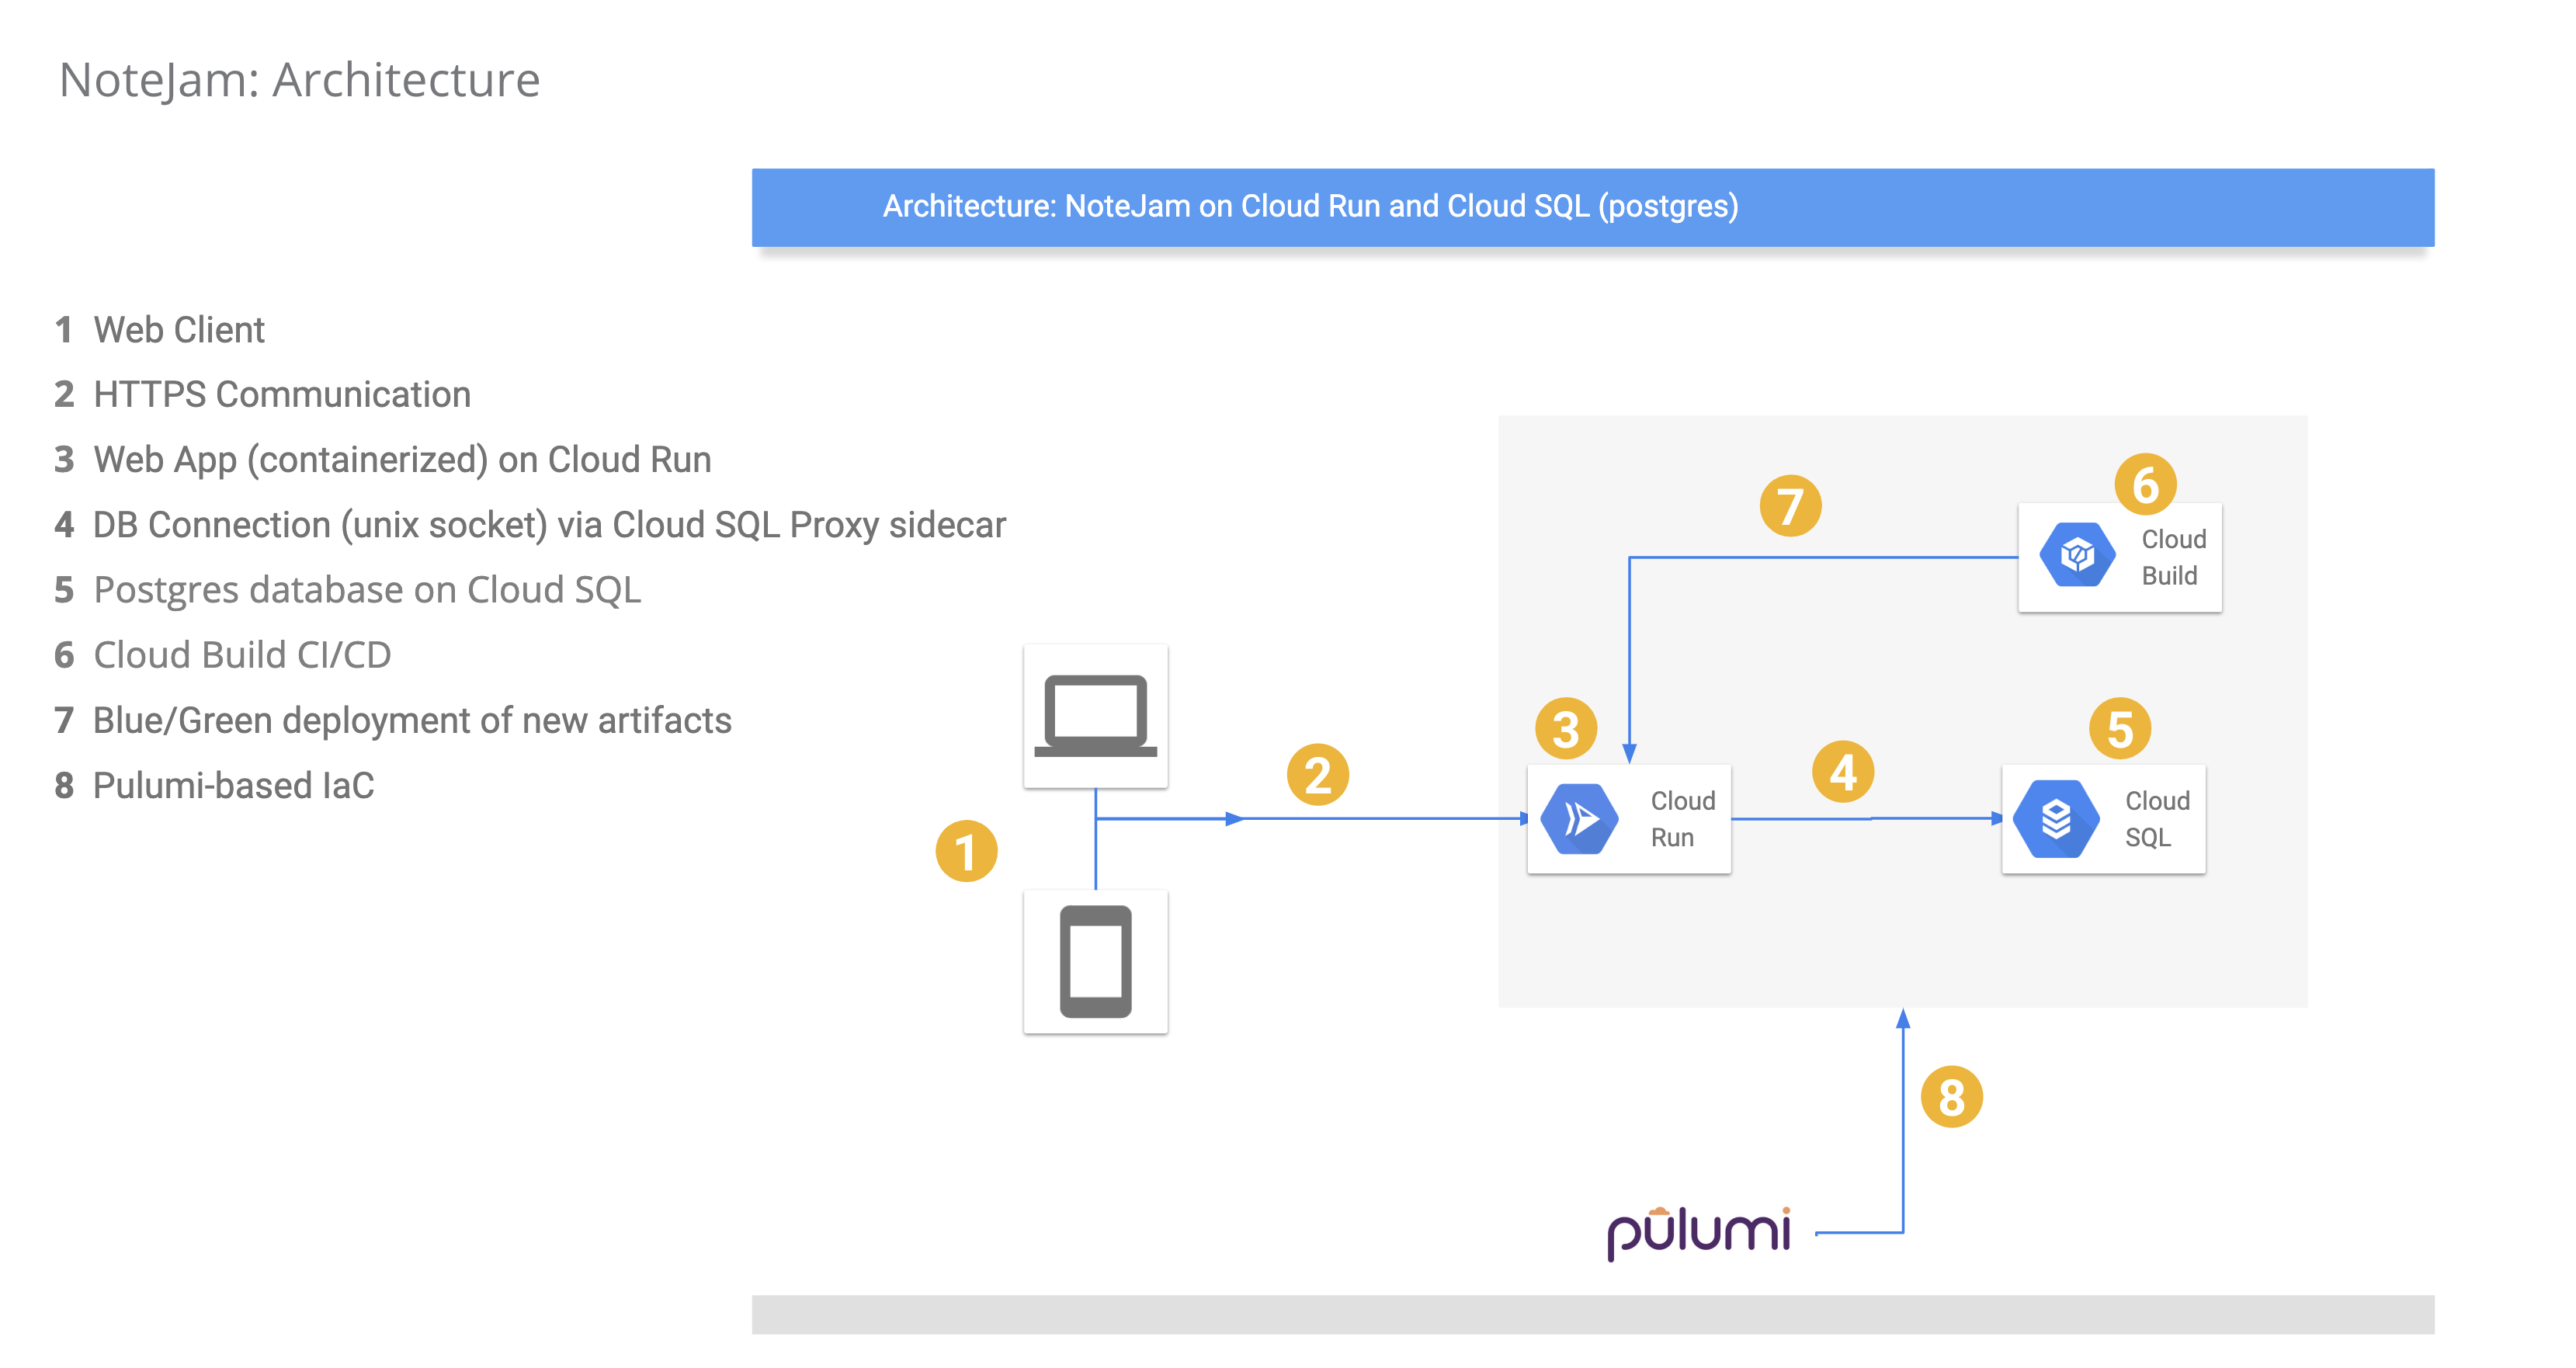 NoteJam: Architecture
Architecture: NoteJam on Cloud Run and Cloud SQL (postgres)
1 Web Client
2 HTTPS Communication
3 Web App (containerized) on Cloud Run
4 DB Connection (unix socket) via Cloud SQL Proxy sidecar
5 Postgres database on Cloud SQL
6 Cloud Build CI/CD
7 Blue/Green deployment of new artifacts
8 Pulumi-based IaC
6
7
Cloud
Build
3
5
2
4
Cloud
Run
Cloud
SQL
1
8
pulumi